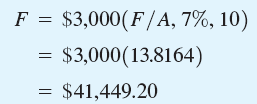 F = $3,000(F/A, 7%, 10)
= $3,000(13.8164)
= $41,449.20